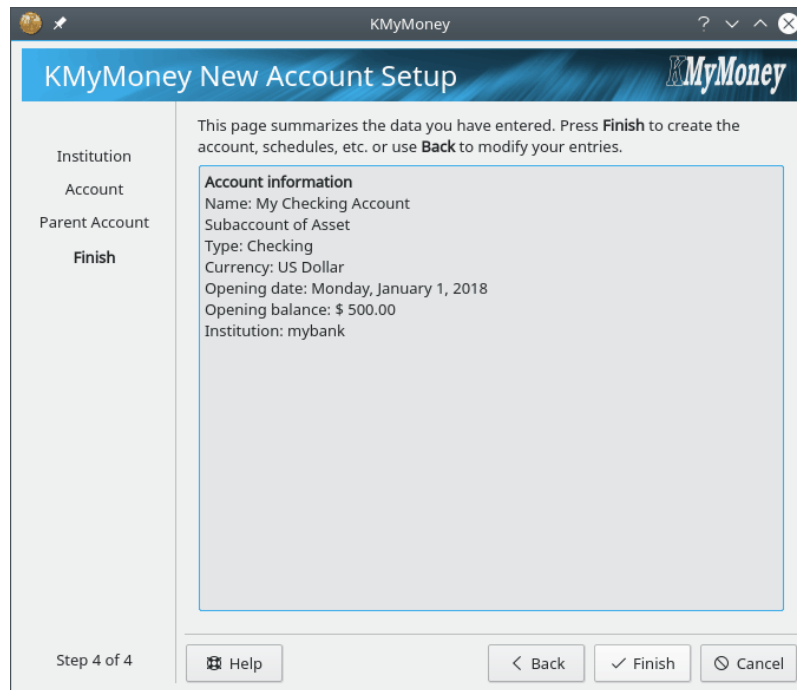 KMyMoney
KMyMoney New Account Setup
KMyMoney
Institution
Account
Parent Account
Finish
This page summarizes the data you have entered. Press Finish to create the
account, schedules, etc. or use Back to modify your entries.
Account information
Name: My Checking Account
Subaccount of Asset
Type: Checking
Currency: US Dollar
Opening date: Monday, January 1, 2018
Opening balance: $ 500.00
Institution: mybank
Step 4 of 4
Help
Back
Finish
Cancel